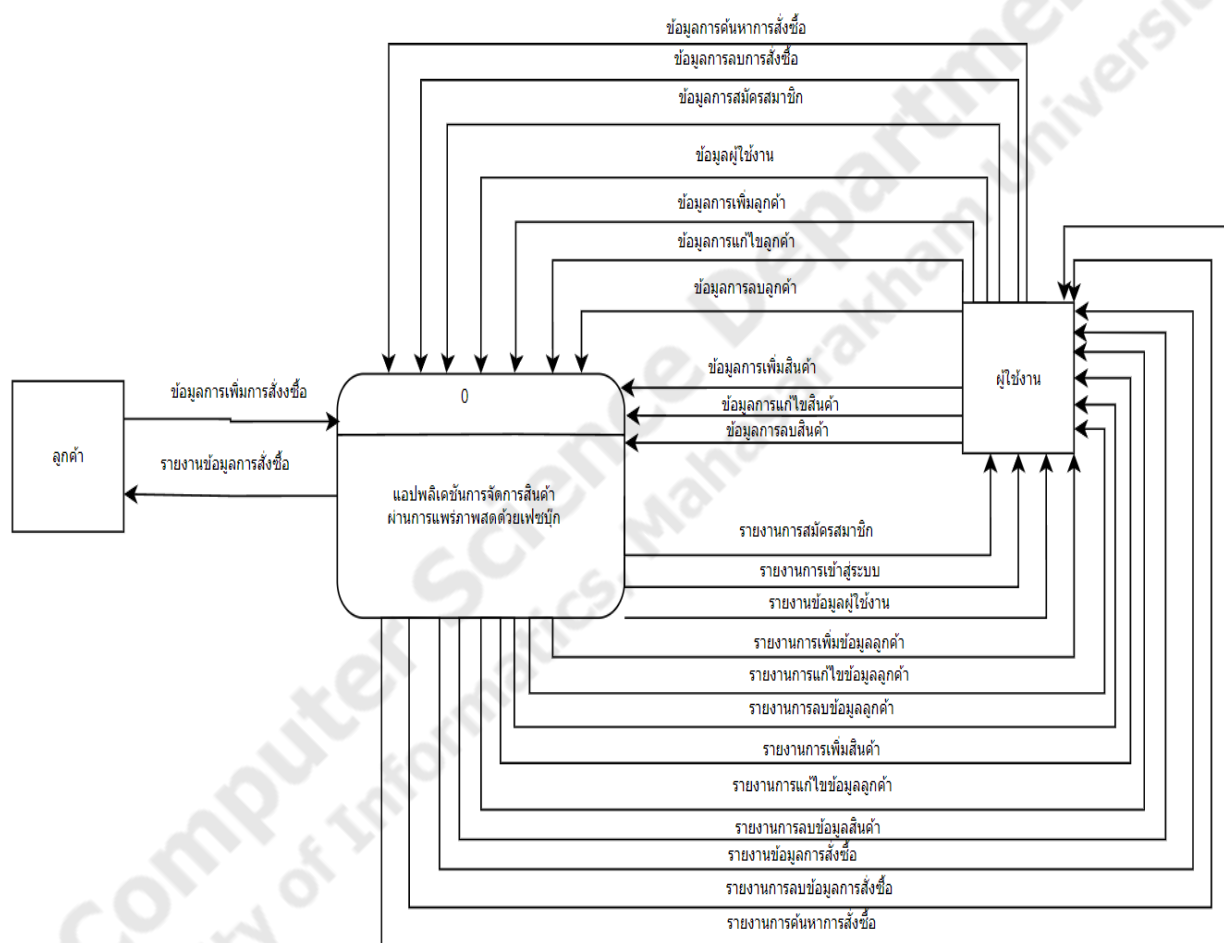 ข้อมูลการค้นหาการสั่งซื้อ
ข้อมูลการลบการสั่งซื้อ
ข้อมูลการสมัครสมาชิก
ข้อมูลผู้ใช้งาน
ข้อมูลการเพิ่มลูกค้า
ข้อมูลการแก้ไขลูกค้า
ข้อมูลการลบลูกค้า
ข้อมูลการเพิ่มสินค้า
ข้อมูลการแก้ไขสินค้า
ข้อมูลการลบสินค้า
ผู้ใช้งาน
ข้อมูลการเพิ่มการสั่งงซื้อ
ลูกค้า
รายงานข้อมูลการสั่งซื้อ
0
แอปพลิเคชันการจัดการสินค้า
ผ่านการแพร่ภาพสดด้วยเฟซบุ๊ก
รายงานการสมัครสมาชิก
รายงานการเข้าสู่ระบบ
รายงานข้อมูลผู้ใช้งาน
รายงานการเพิ่มข้อมูลลูกค้า
รายงานการแก้ไขข้อมูลลูกค้า
รายงานการลบข้อมูลลูกค้า
รายงานการเพิ่มสินค้า
รายงานการแก้ไขข้อมูลลูกค้า
รายงานการลบข้อมูลสินค้า
รายงานข้อมูลการสั่งซื้อ
รายงานการลบข้อมูลการสั่งซื้อ
รายงานการค้นหาการสั่งซื้อ
Computer Science Department
of Informatics, Mahasarakham